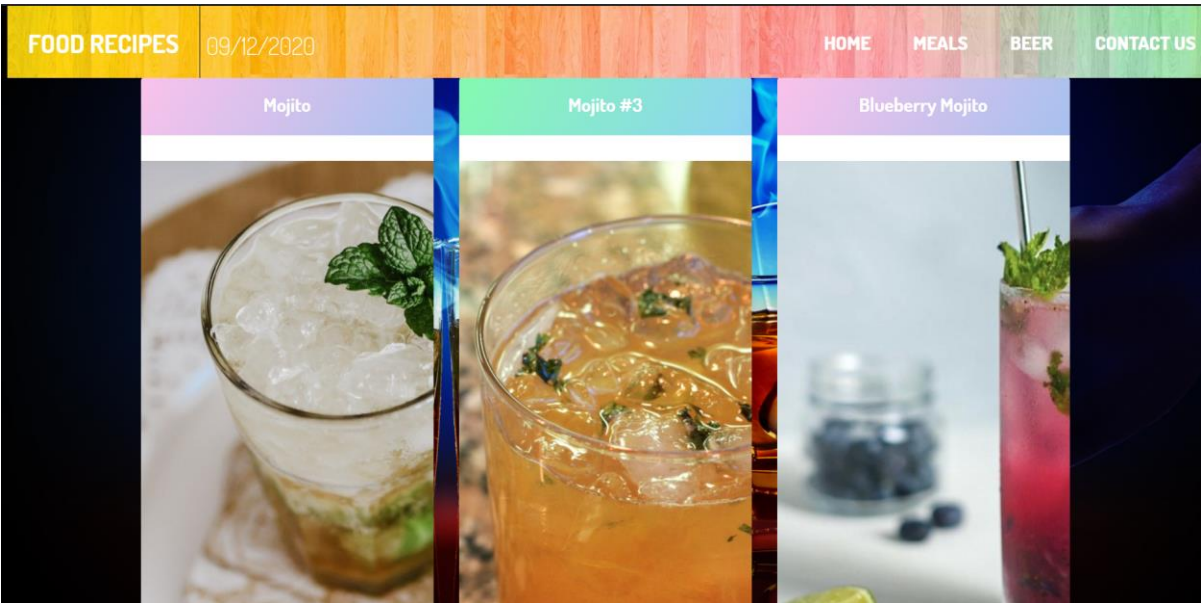 FOOD RECIPES 09/12/2020 HOME MEALS BEER CONTACT US
Mojito Mojito #3 Blueberry Mojito